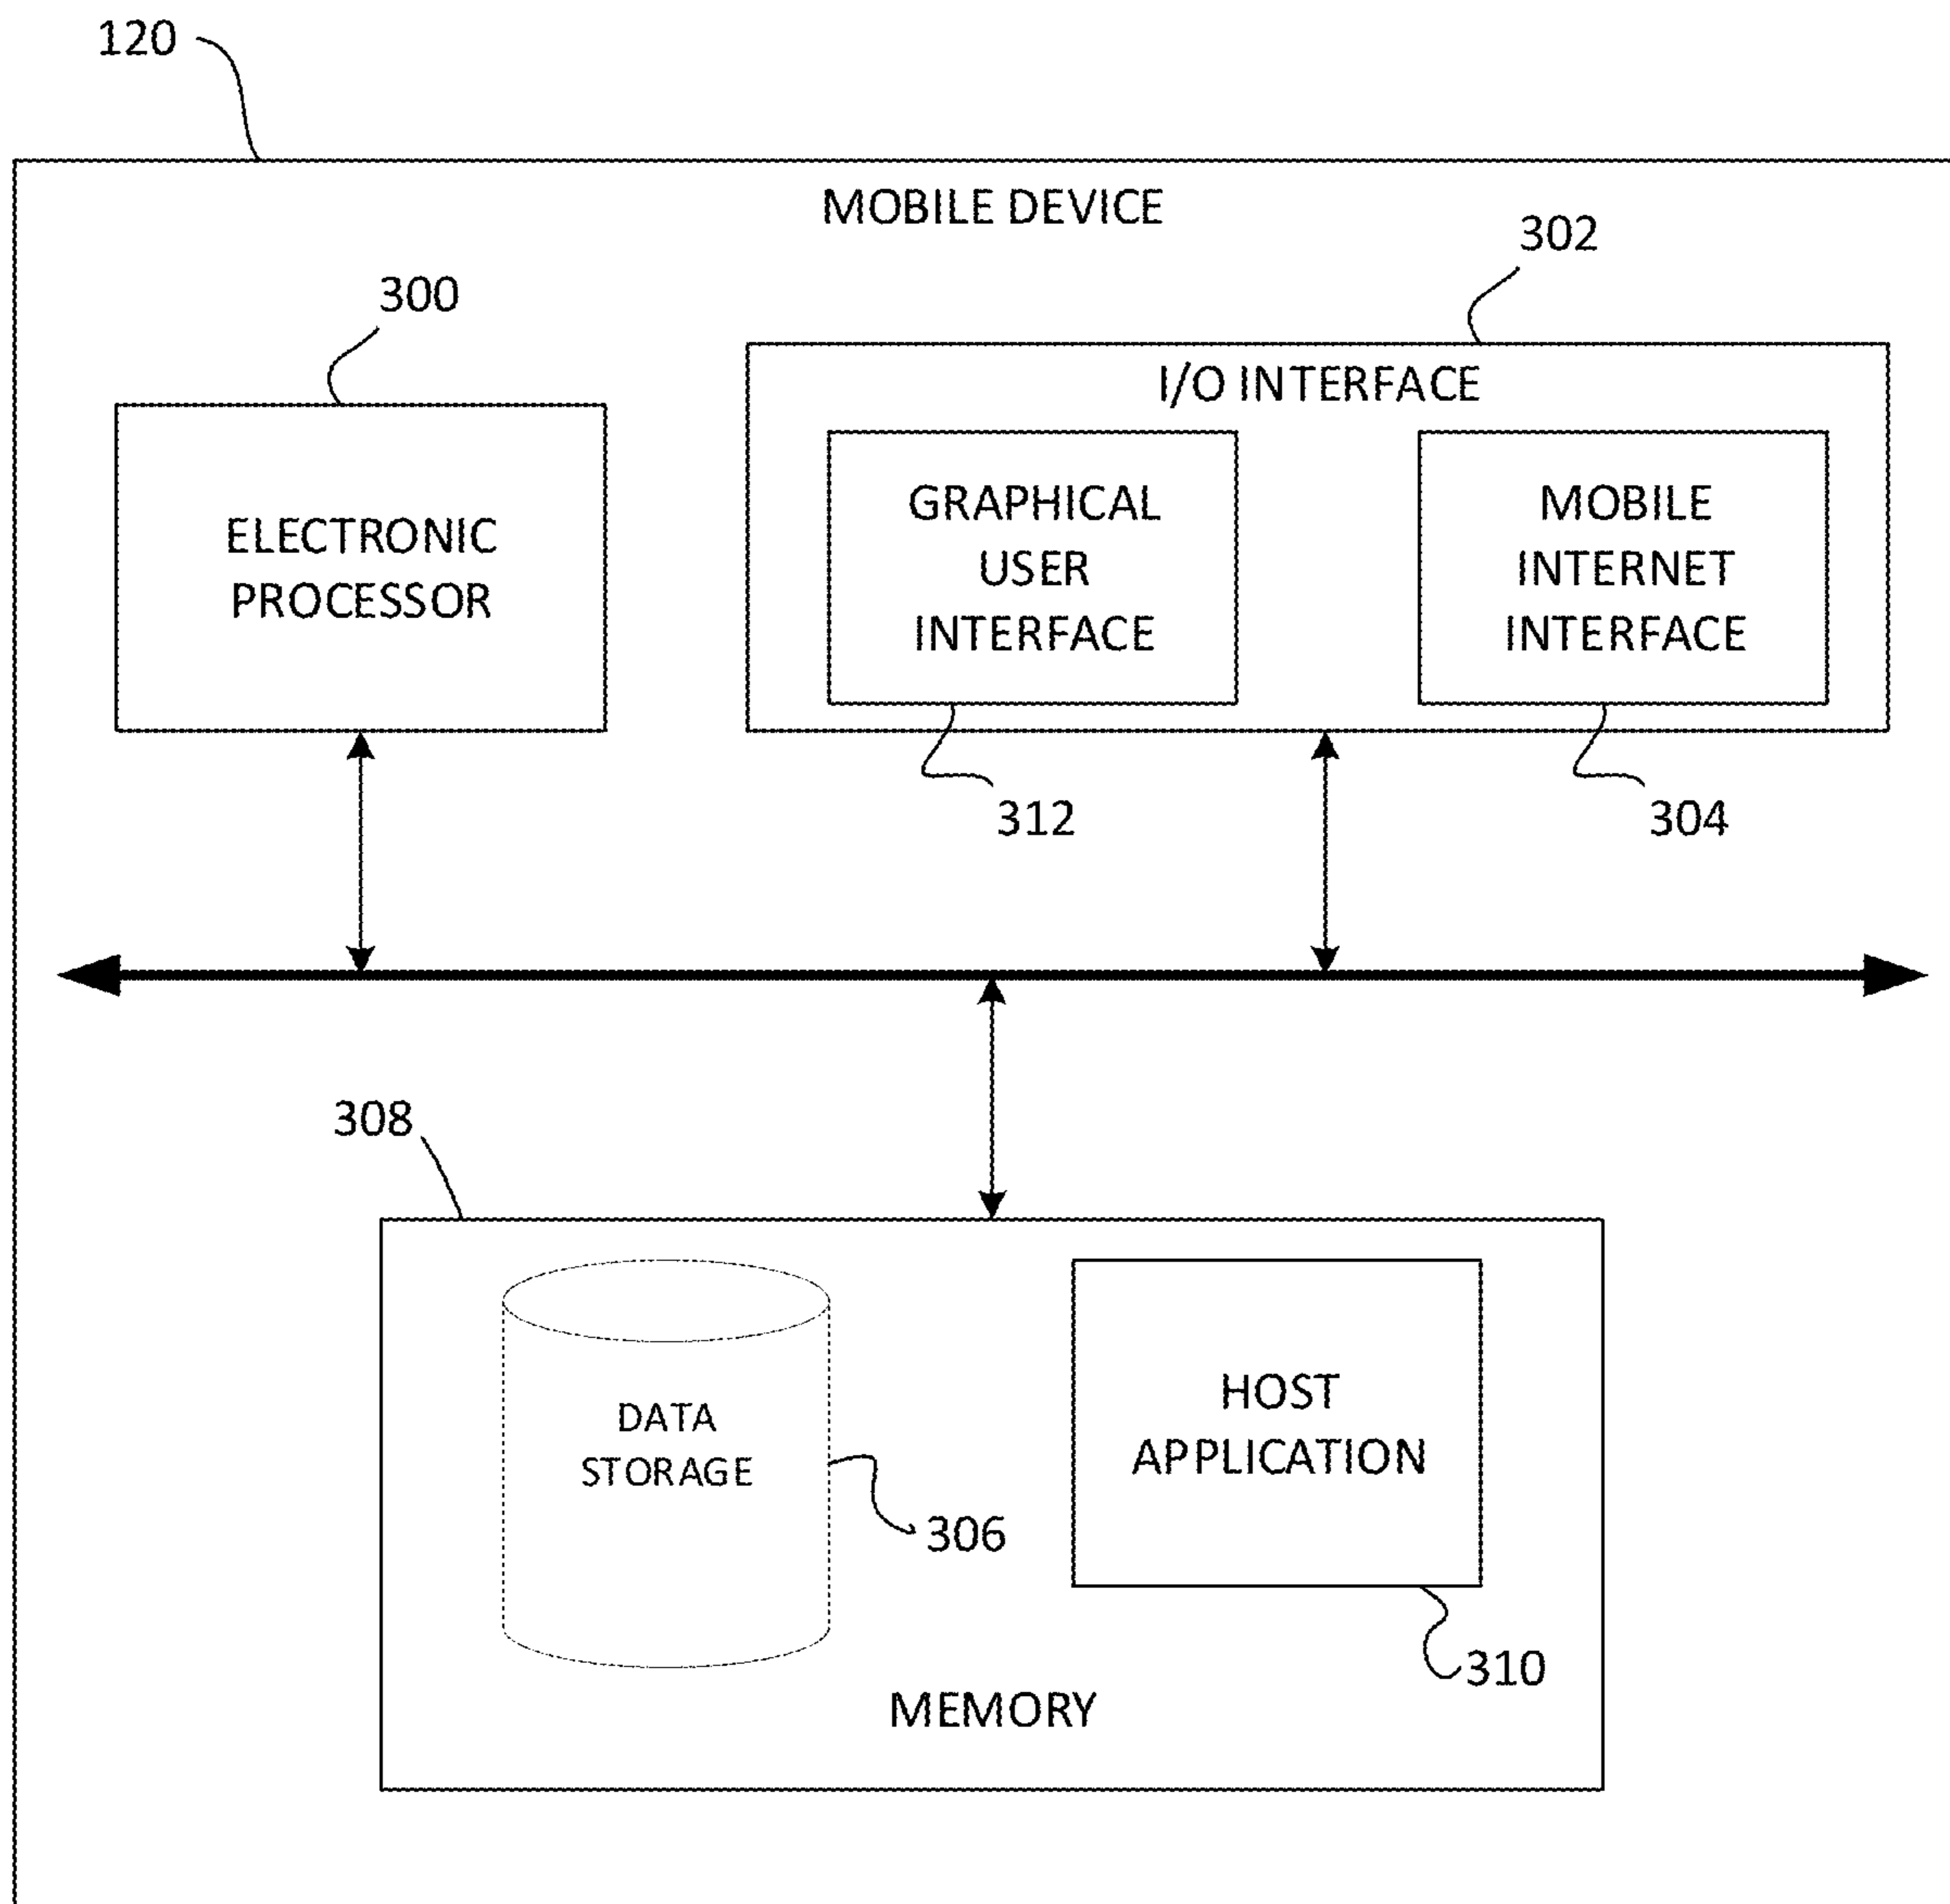 120
MOBILE DEVICE
302
300
I/O INTERFACE
ELECTRONIC
PROCESSOR
GRAPHICAL
USER
INTERFACE
MOBILE
INTERNET
INTERFACE
312
304
308
DATA
STORAGE
306
HOST
APPLICATION
310
MEMORY